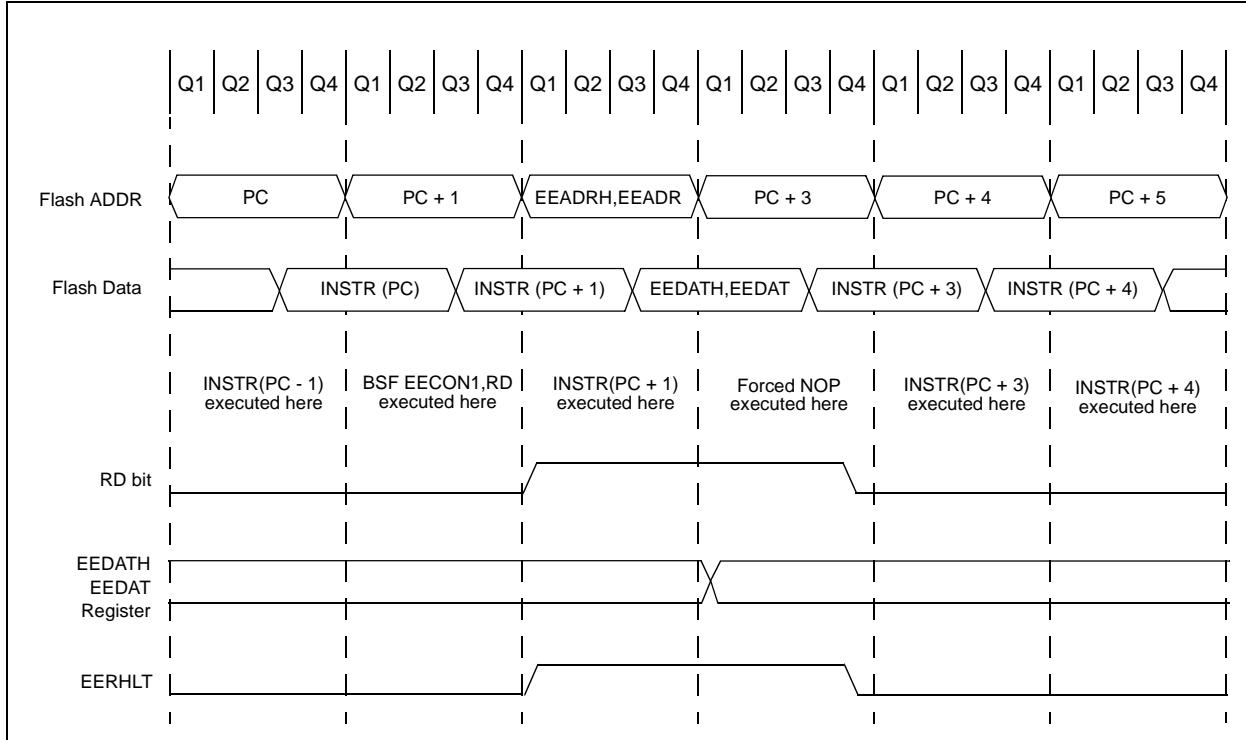 Q1 Q2 Q3 Q4 Q1 Q2 Q3 Q4 Q1 Q2 Q3 Q4 Q1 Q2 Q3 Q4 Q1 Q2 Q3 Q4 Q1 Q2 Q3 Q4
Flash ADDR PC PC + 1 EEADRH,EEADR PC + 3 PC + 4 PC + 5
Flash Data INSTR (PC) INSTR (PC + 1) EEDATH,EEDAT INSTR (PC + 3) INSTR (PC + 4)
INSTR(PC - 1) BSF EECON1,RD INSTR(PC + 1) Forced NOP INSTR(PC + 3) INSTR(PC + 4)
executed here executed here executed here executed here executed here executed here
RD bit
EEDATH
EEDAT
Register
EERHLT